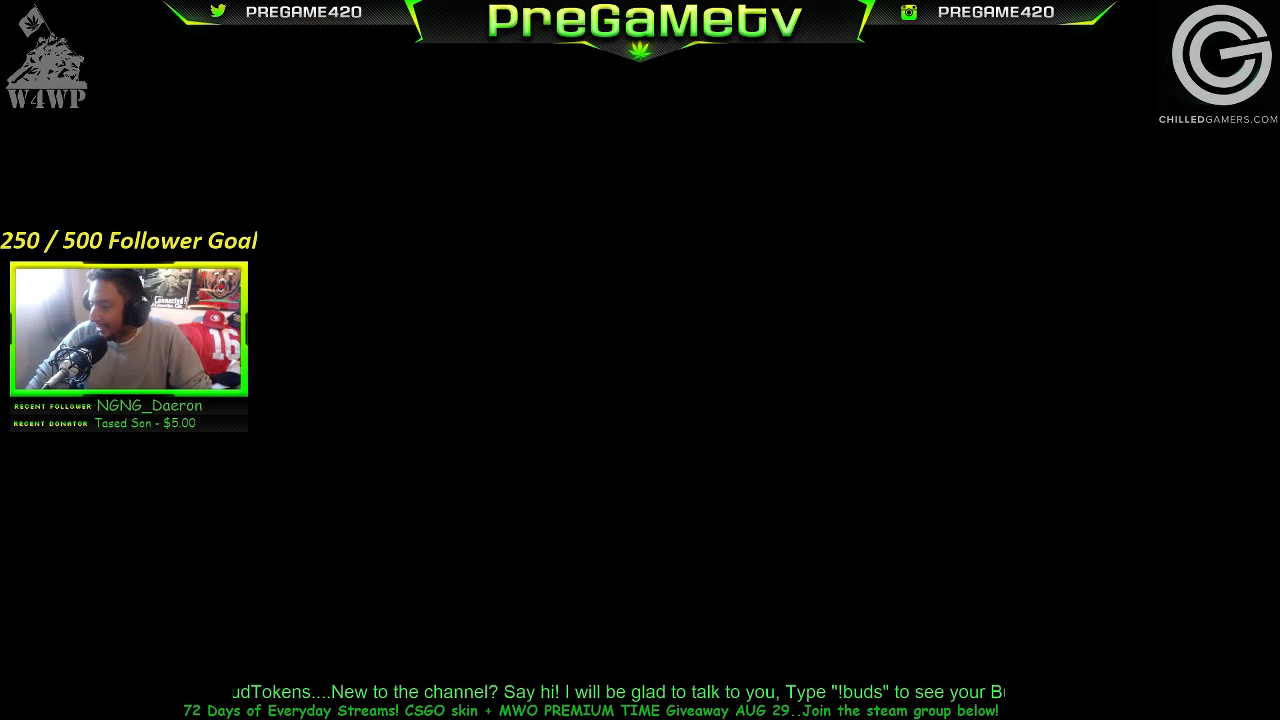 PREGAME420
PreGaMetv
PREGAME420
W4WP
CHILLEDGAMERS.COM
250 / 500 Follower Goal
Connected!
16
RECENT FOLLOWER NGNG_Daeron
RECENT DONATOR Tased Son - $5.00
udTokens....New to the channel? Say hi! I will be glad to talk to you, Type "!buds" to see your B
72 Days of Everyday Streams! CSGO skin + MWO PREMIUM TIME Giveaway AUG 29..Join the steam group below!